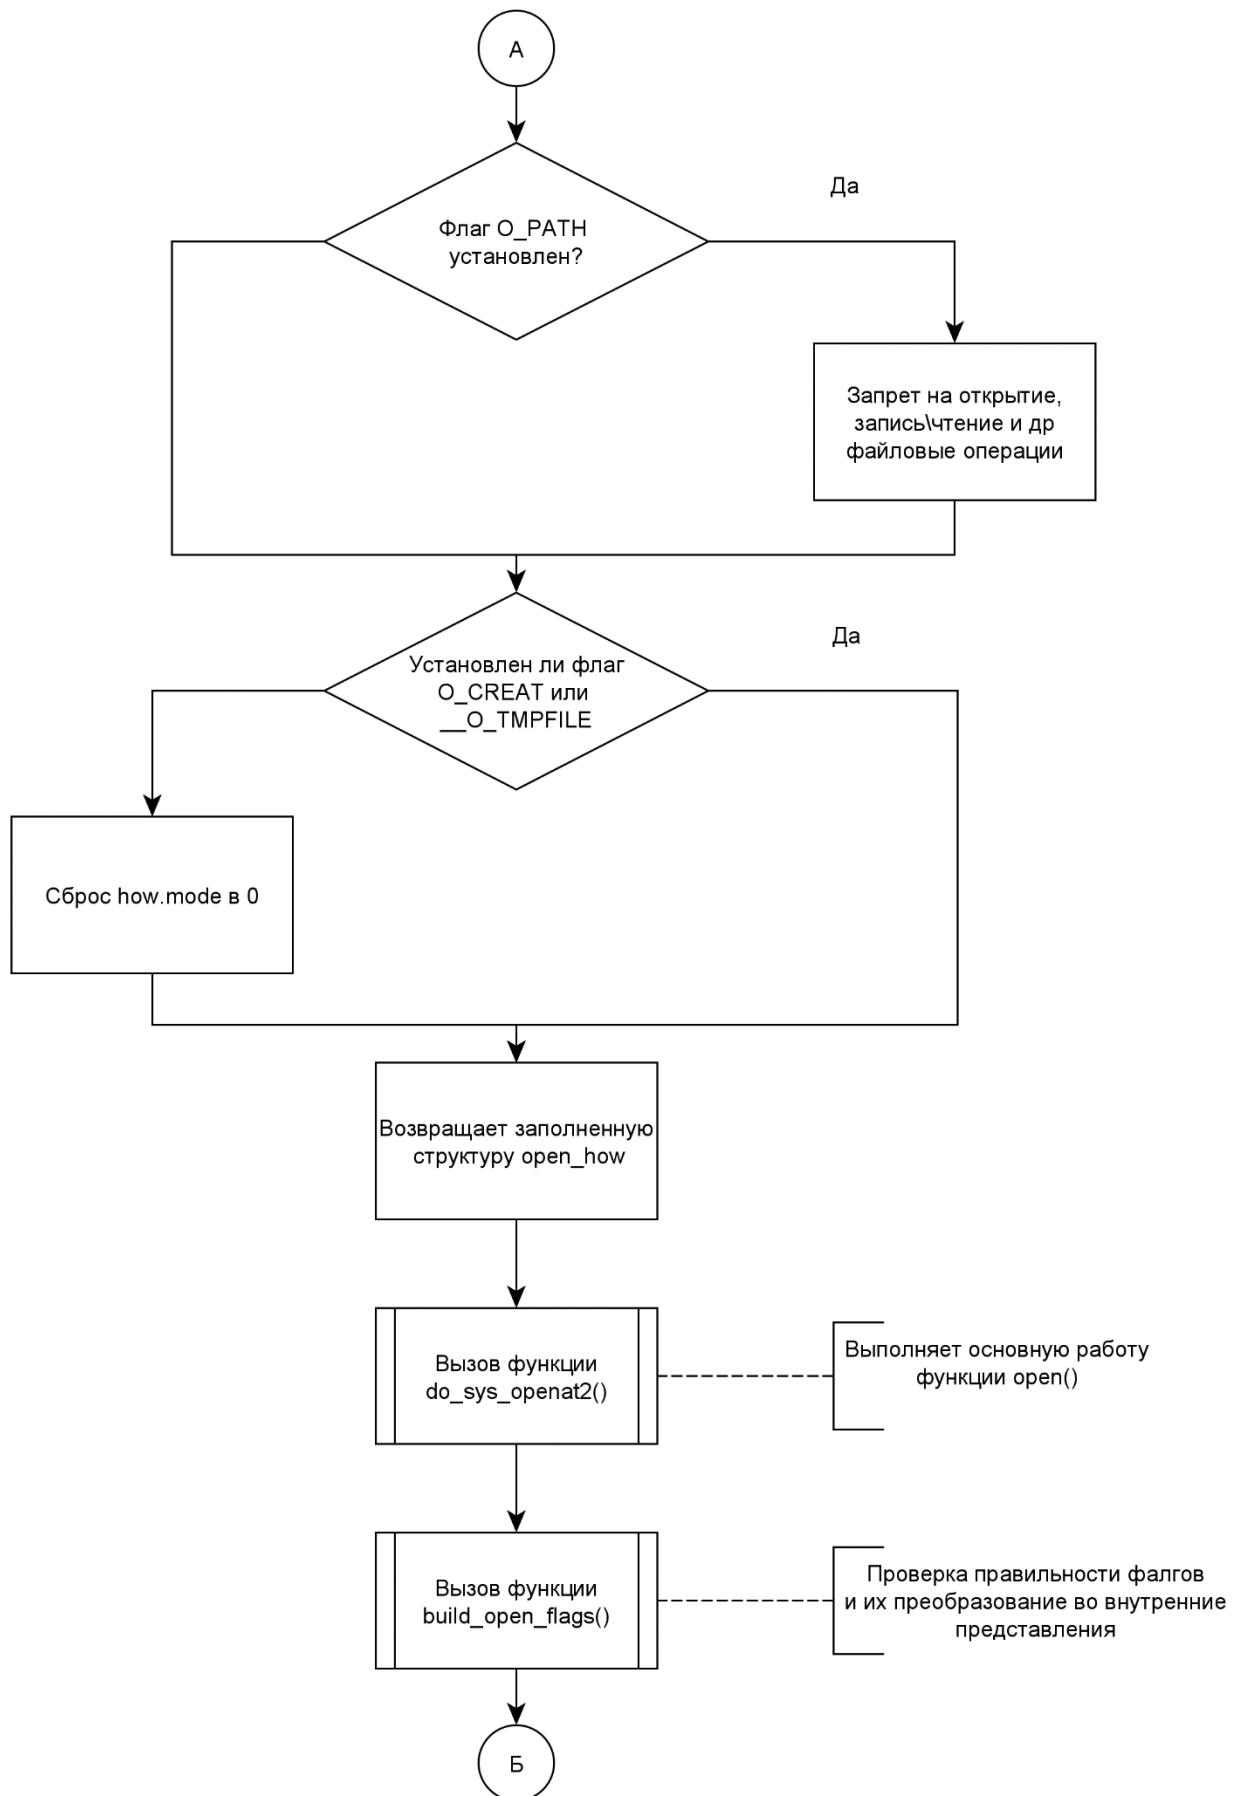 А
Да
Флаг O_PATH
установлен?
Запрет на открытие,
запись\чтение и др
файловые операции
Да
Установлен ли флаг
O_CREAT или
__O_TMPFILE
Сброс how.mode в 0
Возвращает заполненную
структуру open_how
Вызов функции
do_sys_openat2()
Выполняет основную работу
функции open()
Вызов функции
build_open_flags()
Проверка правильности фалгов
и их преобразование во внутренние
представления
Б